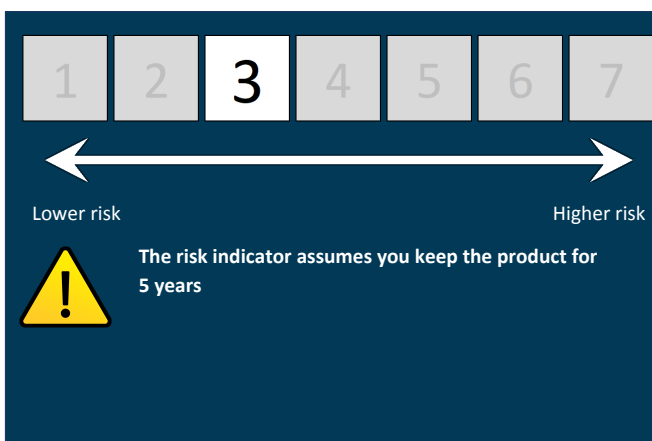 1 2 3 4 5 6 7
Lower risk Higher risk
The risk indicator assumes you keep the product for
5 years